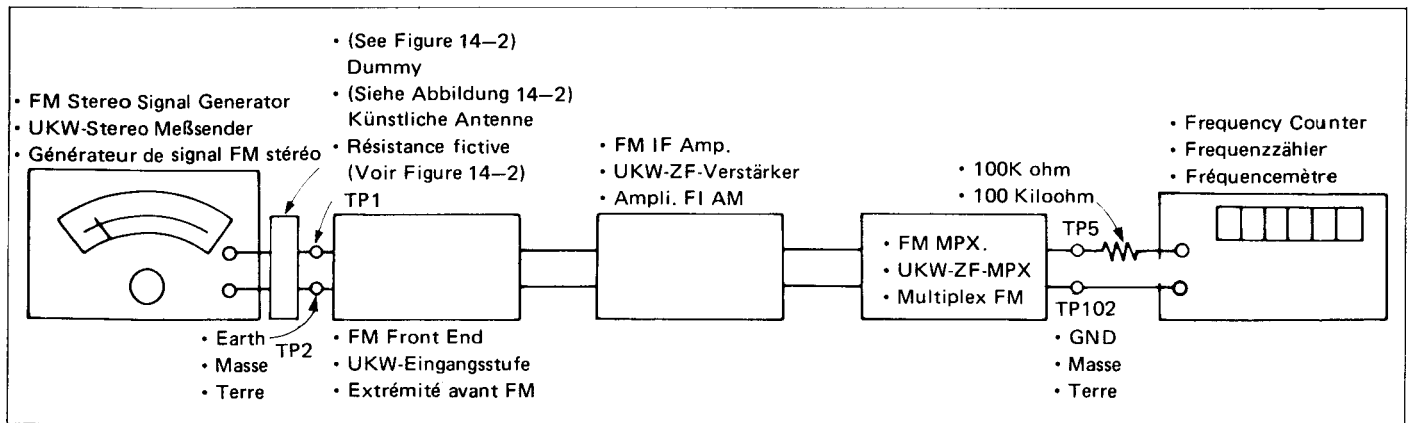 • FM Stereo Signal Generator
• UKW-Stereo Meßsender
• Générateur de signal FM stéréo
• (See Figure 14—2)
Dummy
• (Siehe Abbildung 14—2)
Künstliche Antenne
• Résistance fictive
(Voir Figure 14—2)
TP1
• Earth
• Masse
• Terre
TP2
• FM Front End
• UKW-Eingangsstufe
• Extrémité avant FM
• FM IF Amp.
• UKW-ZF-Verstärker
• Ampli. FI AM
• FM MPX.
• UKW-ZF-MPX
• Multiplex FM
• 100K ohm
• 100 Kiloohm
TP5
TP102
• GND
• Masse
• Terre
• Frequency Counter
• Frequenzzähler
• Fréquencemètre